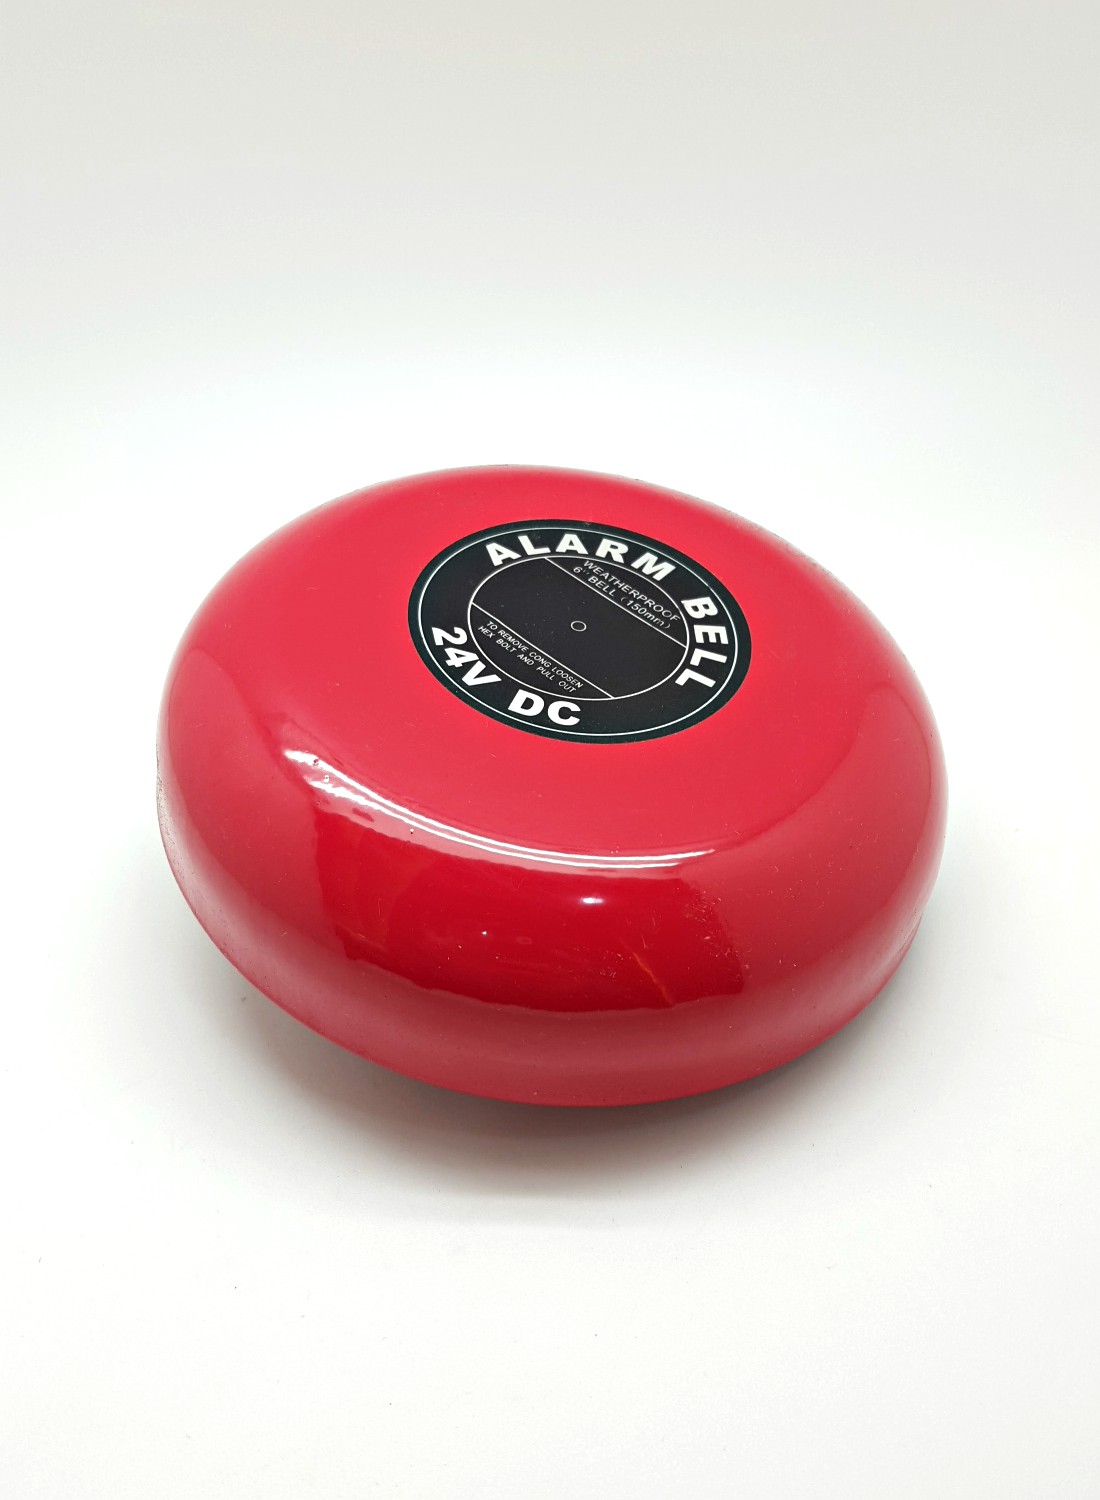 ALARM BELL
WEATHERPROOF
6" BELL (150mm)
TO REMOVE CONG LOOSEN
HEX BOLT AND PULL OUT
24V DC